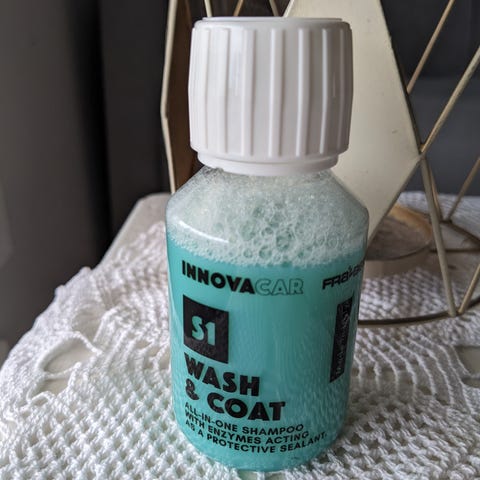 INNOVACAR
S1
WASH
& COAT
ALL-IN-ONE SHAMPOO
WITH ENZYMES ACTING
AS A PROTECTIVE SEALANT